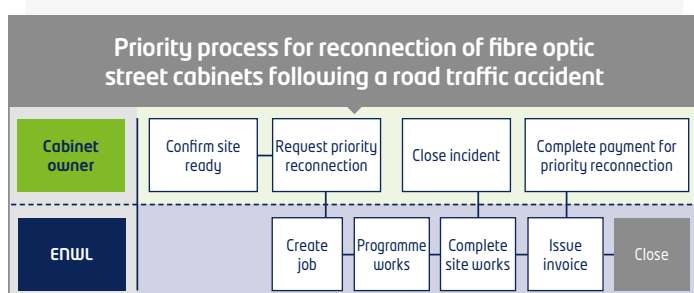 Priority process for reconnection of fibre optic
street cabinets following a road traffic accident
Cabinet
owner
Confirm site
ready
Request priority
reconnection
Close incident
Complete payment for
priority reconnection
ENWL
Create
job
Programme
works
Complete
site works
Issue
invoice
Close